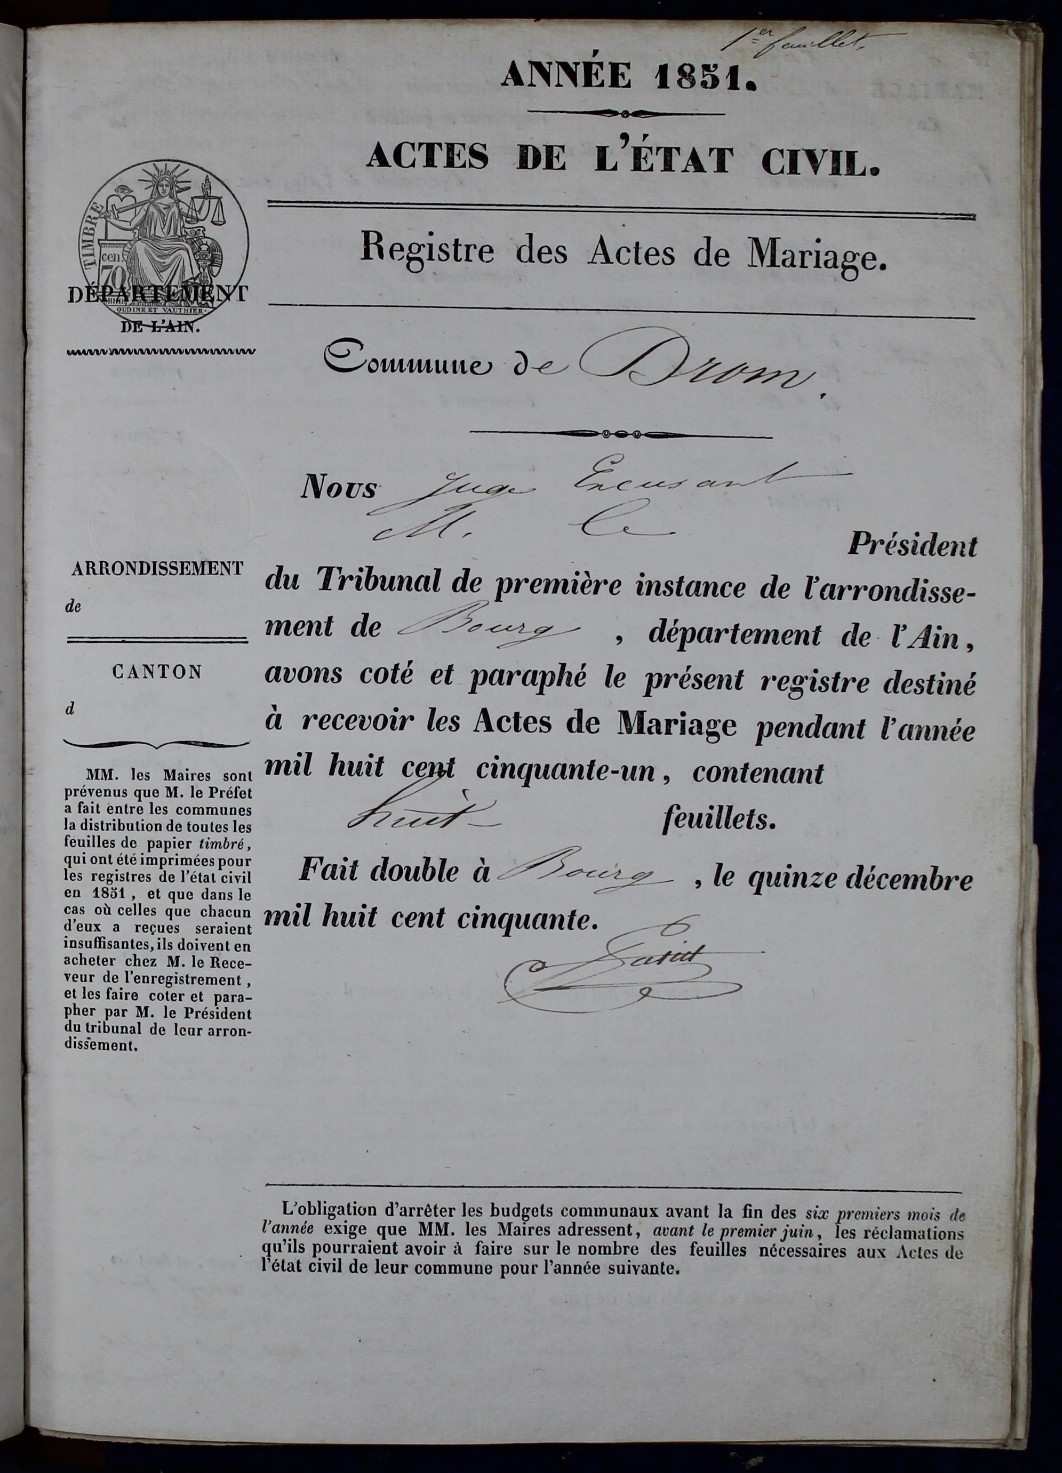 1er feuillet.
ANNÉE 1851.
ACTES DE L'ÉTAT CIVIL.
Registre des Actes de Mariage.
TIMBRE
cen.
70
OUDINÉ ET VAUTHIER.
DÉPARTEMENT
DE L'AIN.
Commune de Drom.
Nous Juge Excusant
M. le
Président
du Tribunal de première instance de l'arrondisse-
ment de Bourg, département de l'Ain,
avons coté et paraphé le présent registre destiné
à recevoir les Actes de Mariage pendant l'année
mil huit cent cinquante-un, contenant
huit feuillets.
Fait double à Bourg, le quinze décembre
mil huit cent cinquante.
ARRONDISSEMENT
de
CANTON
d
MM. les Maires sont
prévenus que M. le Préfet
a fait entre les communes
la distribution de toutes les
feuilles de papier timbré,
qui ont été imprimées pour
les registres de l'état civil
en 1851, et que dans le
cas où celles que chacun
d'eux a reçues seraient
insuffisantes, ils doivent en
acheter chez M. le Rece-
veur de l'enregistrement,
et les faire coter et para-
pher par M. le Président
du tribunal de leur arron-
dissement.
L'obligation d'arrêter les budgets communaux avant la fin des six premiers mois de
l'année exige que MM. les Maires adressent, avant le premier juin, les réclamations
qu'ils pourraient avoir à faire sur le nombre des feuilles nécessaires aux Actes de
l'état civil de leur commune pour l'année suivante.